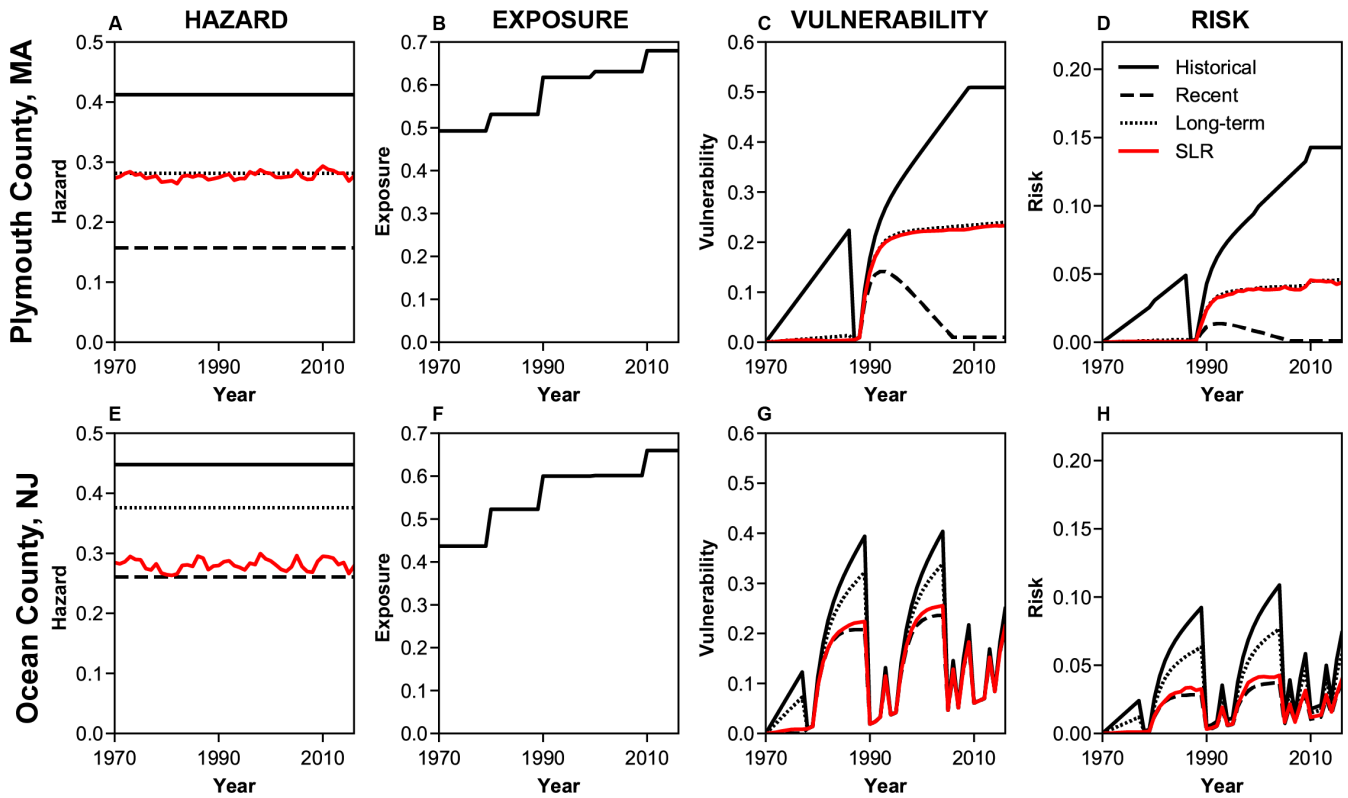 A HAZARD
B EXPOSURE
C VULNERABILITY
D RISK
Plymouth County, MA
Hazard
0.5
0.4
0.3
0.2
0.1
0.0
1970 1990 2010
Year
Exposure
0.7
0.6
0.5
0.4
0.3
0.2
0.1
0.0
1970 1990 2010
Year
Vulnerability
0.6
0.5
0.4
0.3
0.2
0.1
0.0
1970 1990 2010
Year
Risk
0.20
0.15
0.10
0.05
0.00
Historical
Recent
Long-term
SLR
1970 1990 2010
Year
Ocean County, NJ
E
Hazard
0.5
0.4
0.3
0.2
0.1
0.0
1970 1990 2010
Year
F
Exposure
0.7
0.6
0.5
0.4
0.3
0.2
0.1
0.0
1970 1990 2010
Year
G
Vulnerability
0.6
0.5
0.4
0.3
0.2
0.1
0.0
1970 1990 2010
Year
H
Risk
0.20
0.15
0.10
0.05
0.00
1970 1990 2010
Year